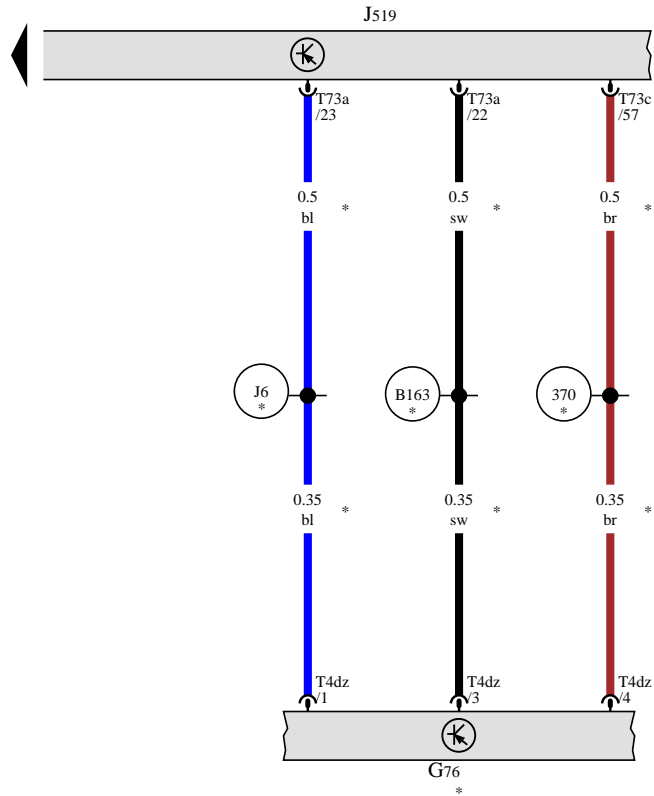 J519
T73a
/23
T73a
/22
T73c
/57
0.5
bl
*
0.5
sw
*
0.5
br
*
J6
*
B163
*
370
*
0.35
bl
*
0.35
sw
*
0.35
br
*
T4dz
/1
T4dz
/3
T4dz
/4
G76
*